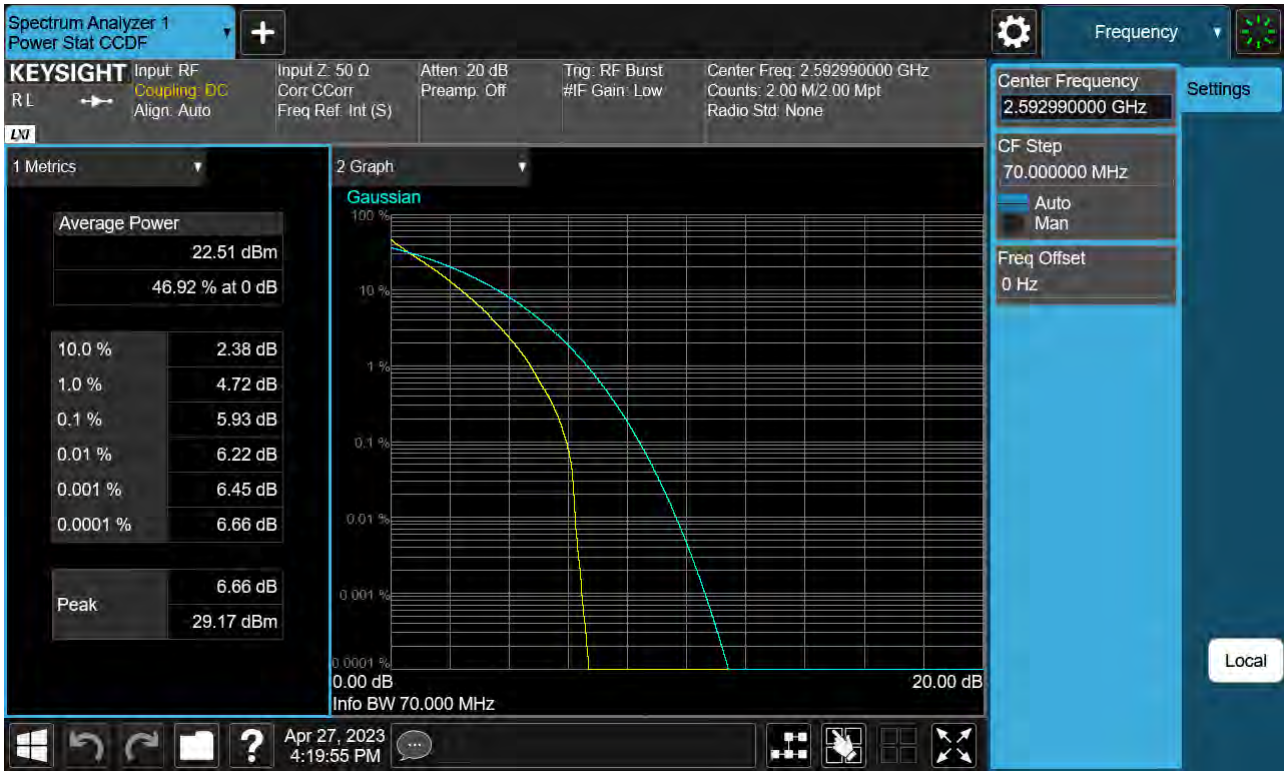 Spectrum Analyzer 1
Power Stat CCDF
+
Frequency
KEYSIGHT
RL
LXI
Input: RF
Coupling: DC
Align: Auto
Input Z: 50 Ω
Corr CCorr
Freq Ref: Int (S)
Atten: 20 dB
Preamp: Off
Trig: RF Burst
#IF Gain: Low
Center Freq: 2.592990000 GHz
Counts: 2.00 M/2.00 Mpt
Radio Std: None
Center Frequency
2.592990000 GHz
Settings
CF Step
70.000000 MHz
Auto
Man
Freq Offset
0 Hz
1 Metrics
Average Power
22.51 dBm
46.92 % at 0 dB
10.0 % 2.38 dB
1.0 % 4.72 dB
0.1 % 5.93 dB
0.01 % 6.22 dB
0.001 % 6.45 dB
0.0001 % 6.66 dB
Peak
6.66 dB
29.17 dBm
2 Graph
Gaussian
100 %
10 %
1 %
0.1 %
0.01 %
0.001 %
0.0001 %
0.00 dB 20.00 dB
Info BW 70.000 MHz
Local
?
Apr 27, 2023
4:19:55 PM